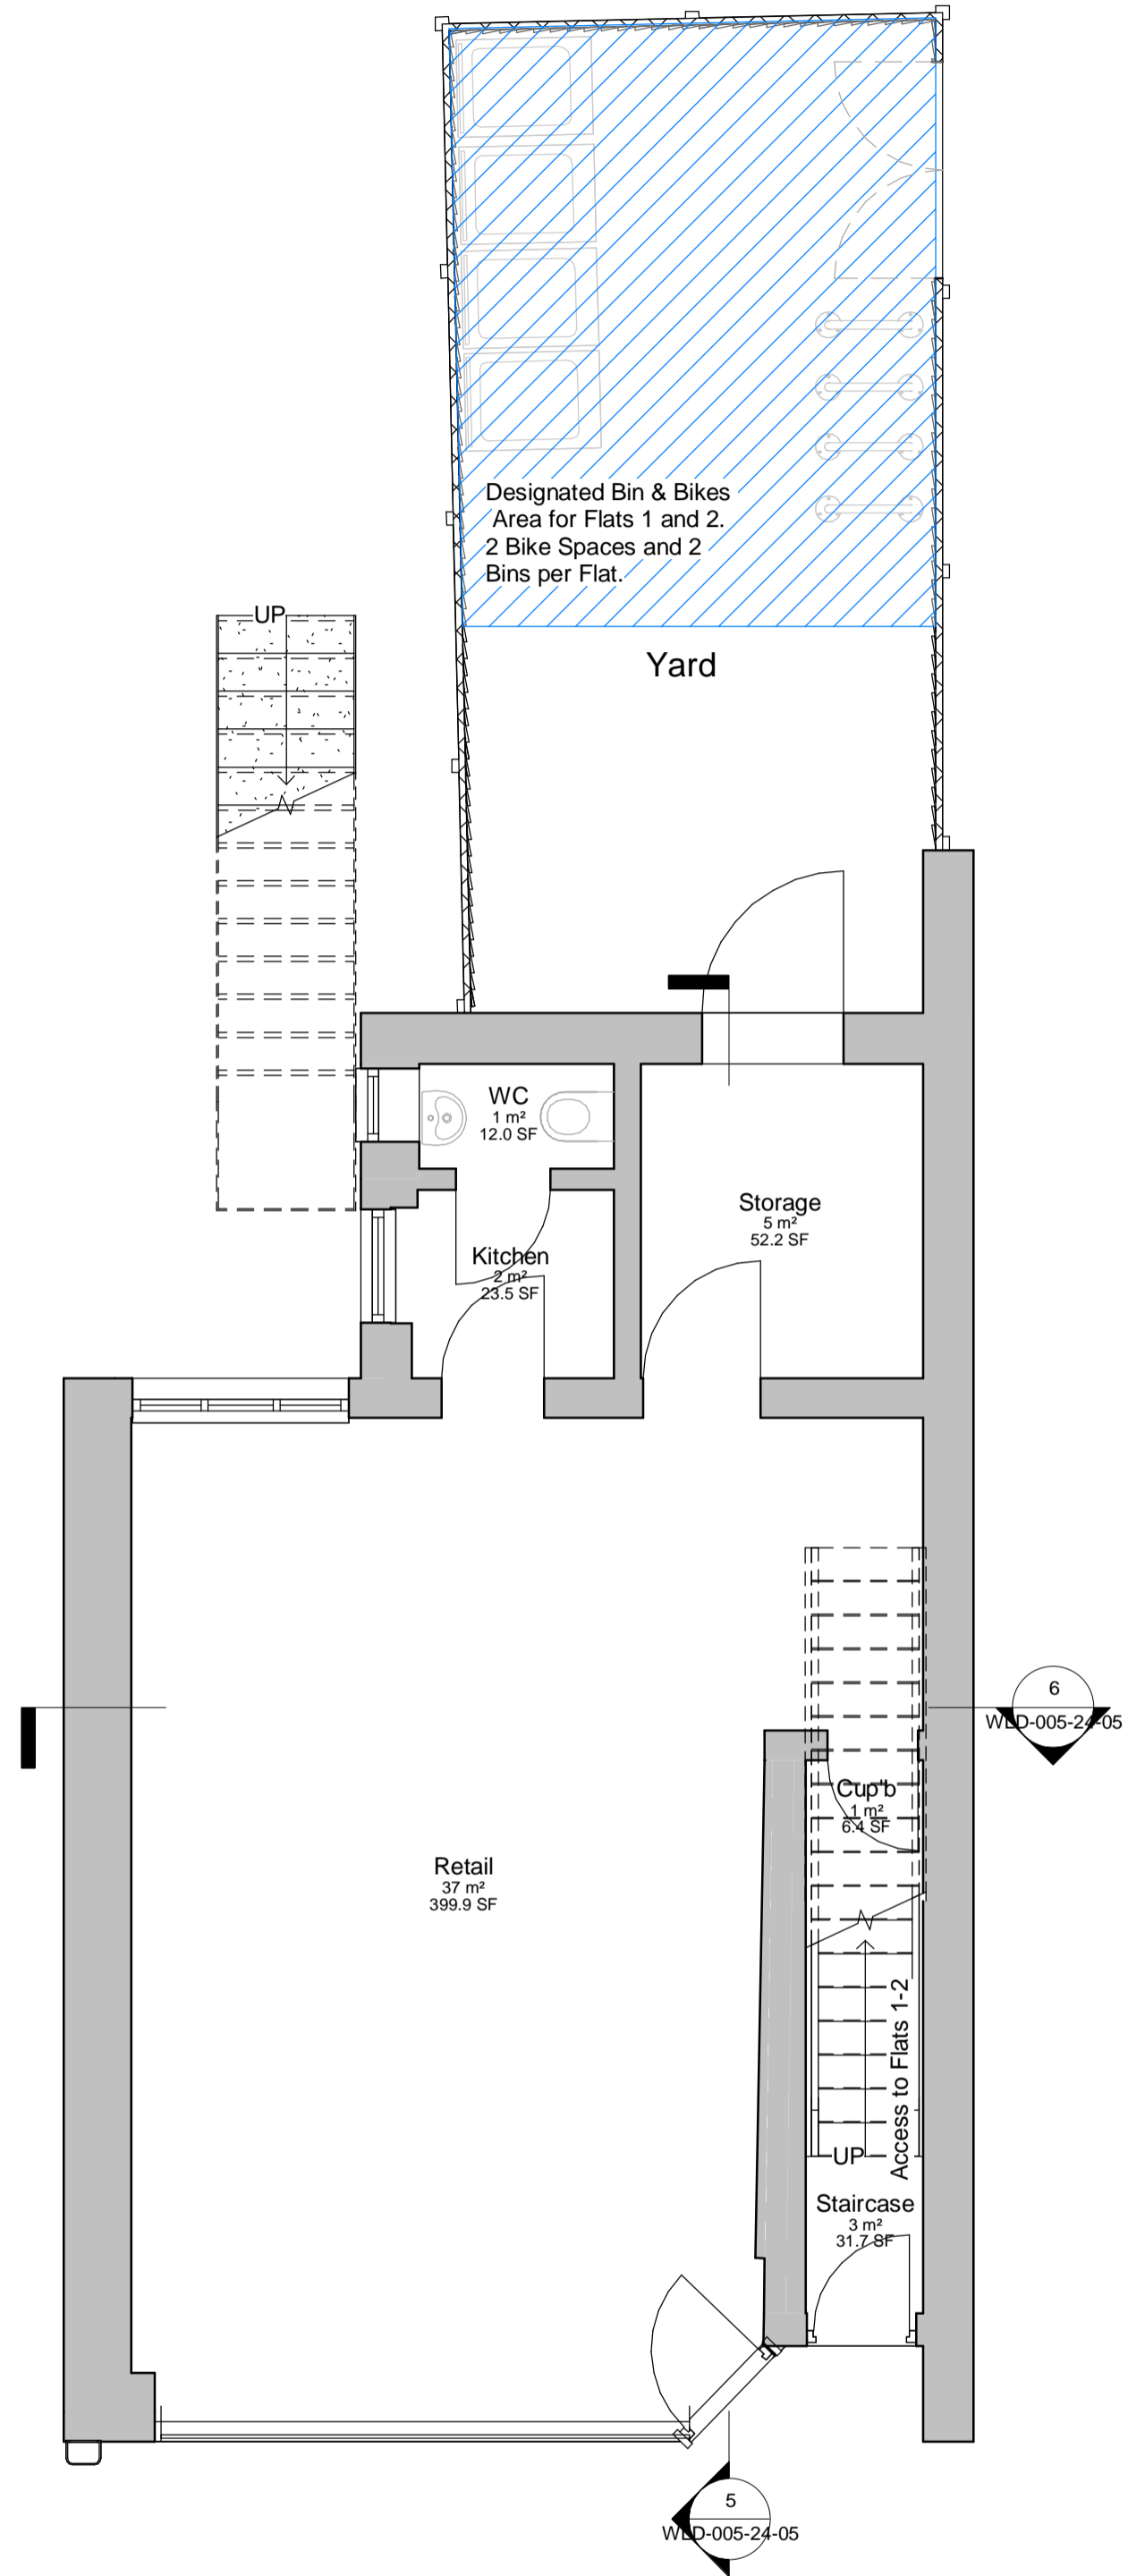 Designated Bin & Bikes
Area for Flats 1 and 2.
2 Bike Spaces and 2
Bins per Flat.
UP
Yard
WC
1 m²
12.0 SF
Storage
5 m²
52.2 SF
Kitchen
2 m²
23.5 SF
6
WLD-005-24-05
Cup'b
1 m²
6.4 SF
Retail
37 m²
399.9 SF
Access to Flats 1-2
UP
Staircase
3 m²
31.7 SF
5
WLD-005-24-05